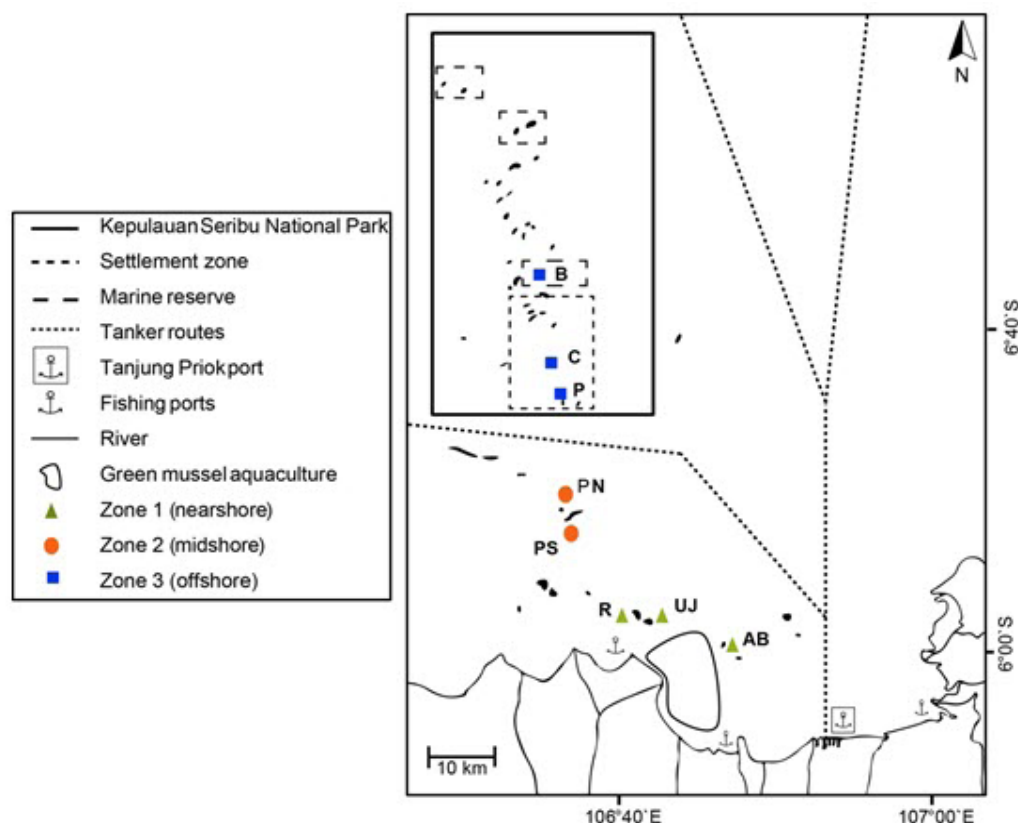 Kepulauan Seribu National Park
Settlement zone
Marine reserve
Tanker routes
Tanjung Priokport
Fishing ports
River
Green mussel aquaculture
Zone 1 (nearshore)
Zone 2 (midshore)
Zone 3 (offshore)
N
B
C
P
PN
PS
R
UJ
AB
10 km
6°40`S
6°00`S
106°40`E
107°00`E